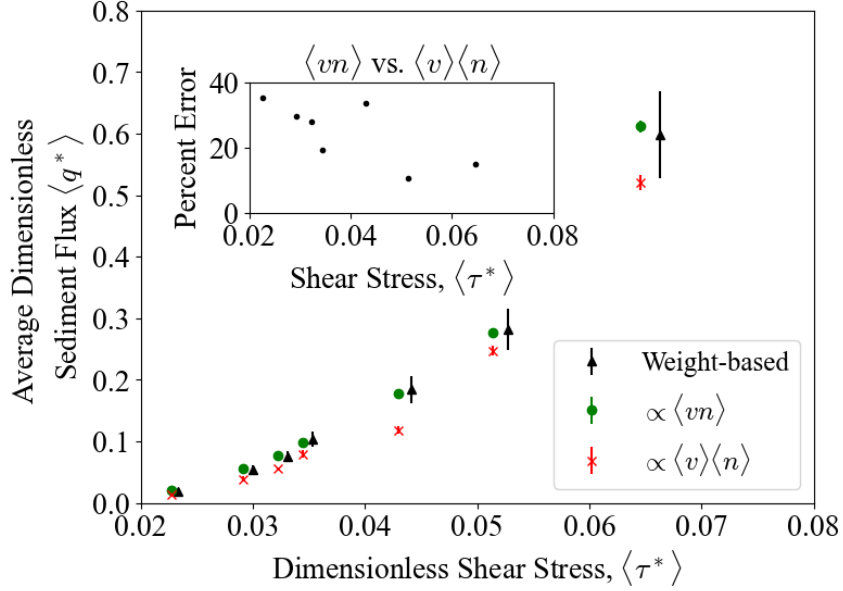 0.8
0.7
0.6
0.5
0.4
0.3
0.2
0.1
0.0
Average Dimensionless
Sediment Flux ⟨q*⟩
0.02 0.03 0.04 0.05 0.06 0.07 0.08
Dimensionless Shear Stress, ⟨τ*⟩
⟨vn⟩ vs. ⟨v⟩⟨n⟩
40
20
0
Percent Error
0.02 0.04 0.06 0.08
Shear Stress, ⟨τ*⟩
Weight-based
∝ ⟨vn⟩
∝ ⟨v⟩⟨n⟩